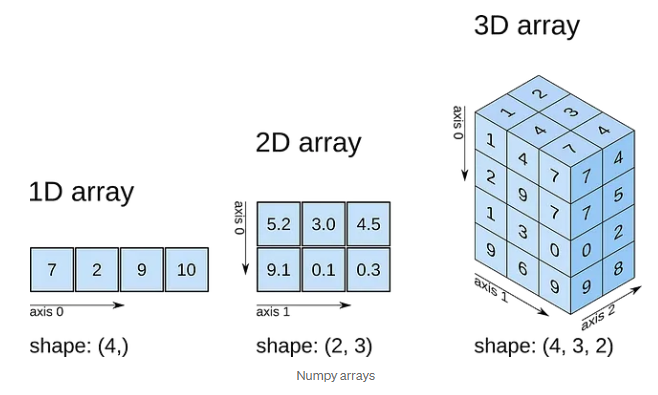 1D array
7 2 9 10
axis 0
shape: (4,)
2D array
axis 0
5.2 3.0 4.5
9.1 0.1 0.3
axis 1
shape: (2, 3)
3D array
axis 0
2
1 3
4 4
7
1 4 7 7 4
2 9 7 7 5
1 3 0 0 2
9 6 9 9 8
axis 1
axis 2
shape: (4, 3, 2)
Numpy arrays